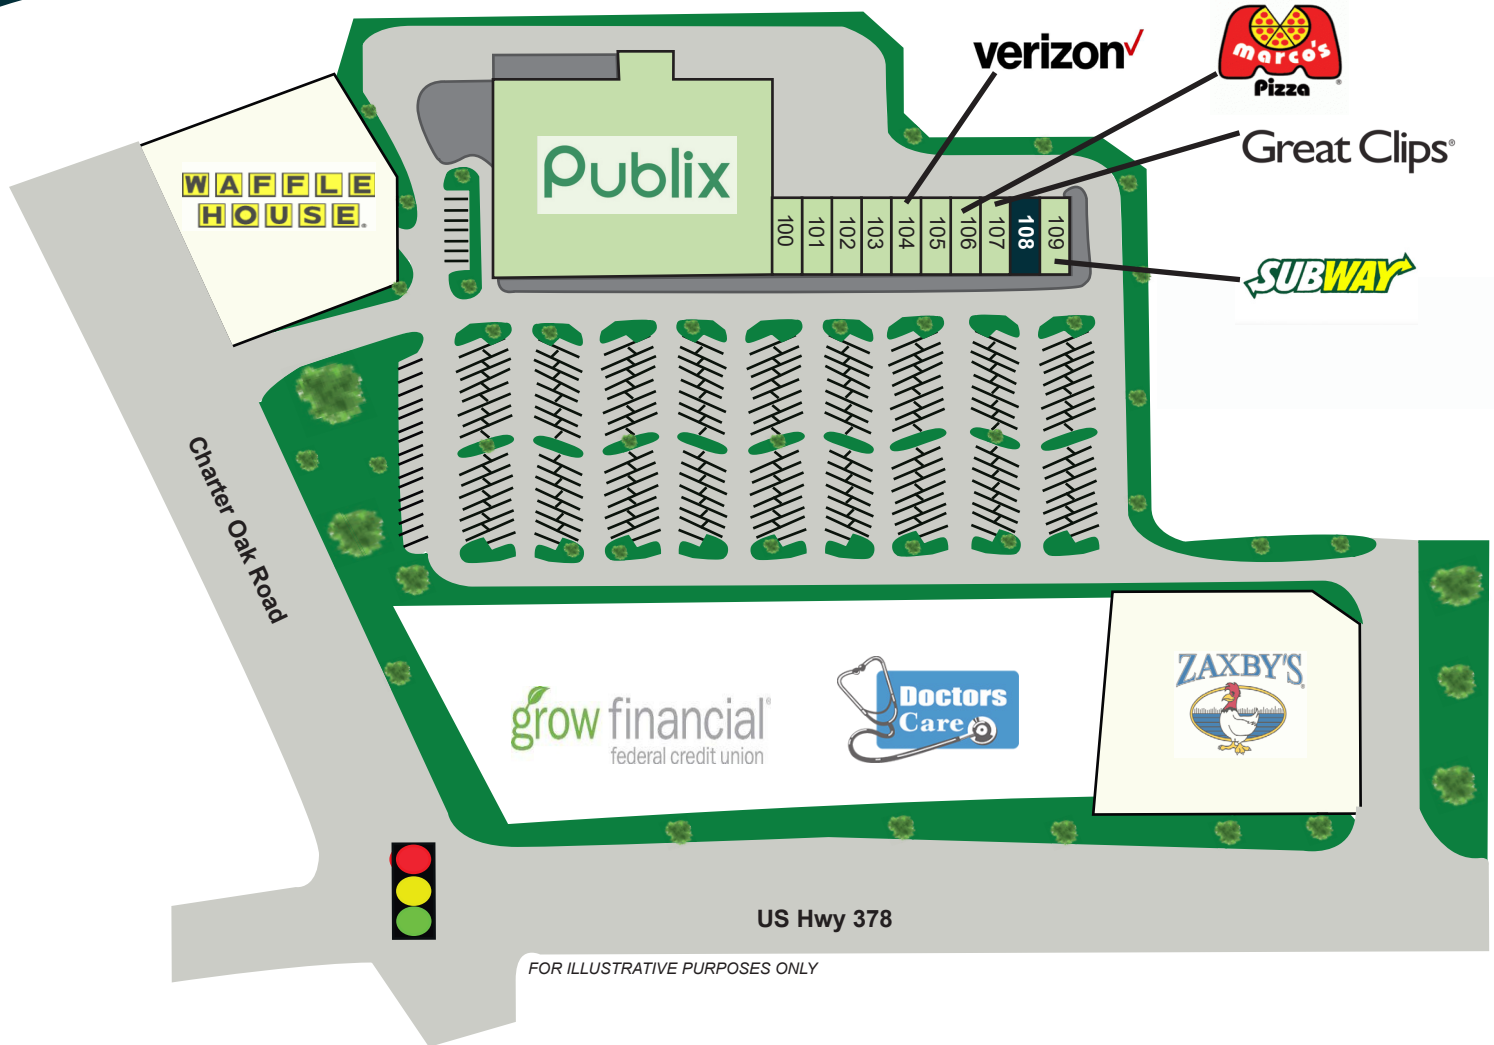 verizon
marco's
Pizza
Great Clips®
WAFFLE
HOUSE®
Publix
100
101
102
103
104
105
106
107
108
109
SUBWAY
Charter Oak Road
grow financial®
federal credit union
Doctors
Care
ZAXBY'S
US Hwy 378
FOR ILLUSTRATIVE PURPOSES ONLY